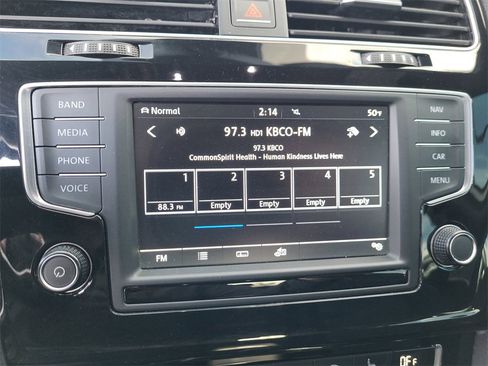 BAND
MEDIA
PHONE
VOICE
Normal 2:14 50°F
97.3 HD1 KBCO-FM
97.3 KBCO
CommonSpirit Health - Human Kindness Lives Here
1 2 3 4 5
88.3 FM Empty Empty Empty Empty
FM
NAV
INFO
CAR
MENU
OFF